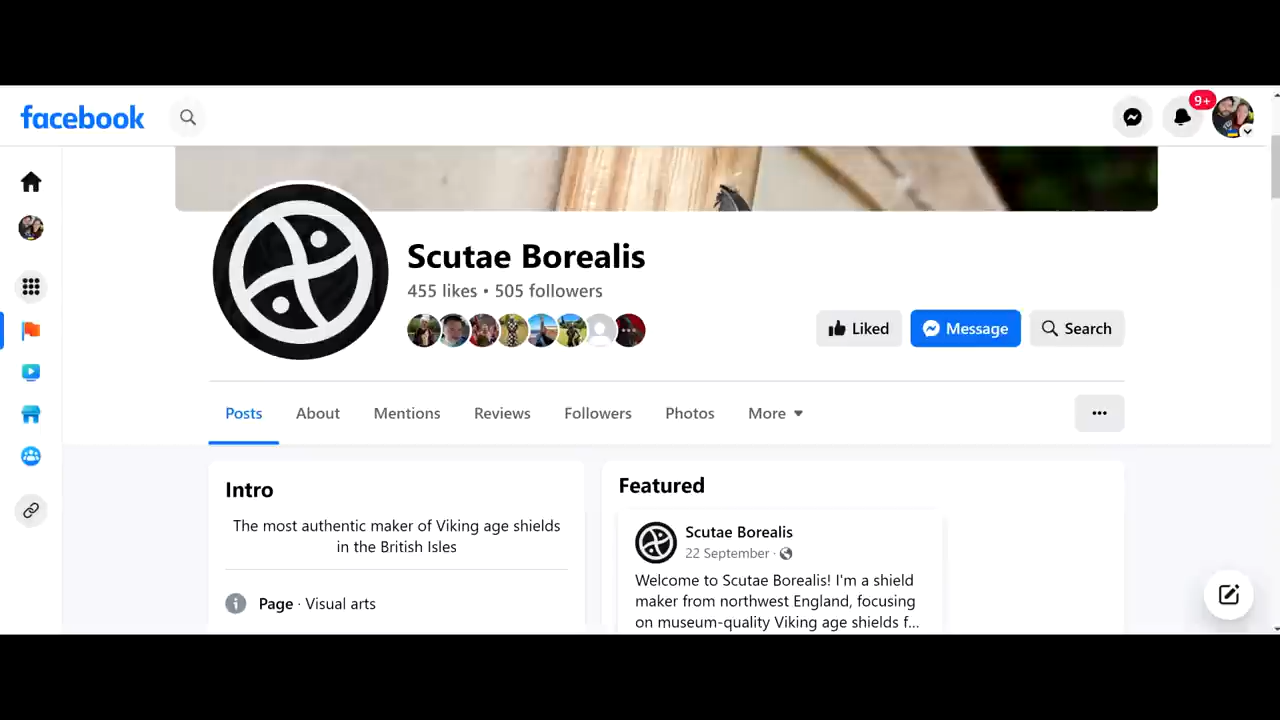 facebook
9+
Scutae Borealis
455 likes • 505 followers
Liked
Message
Search
Posts
About
Mentions
Reviews
Followers
Photos
More
Intro
The most authentic maker of Viking age shields
in the British Isles
Page · Visual arts
Featured
Scutae Borealis
22 September ·
Welcome to Scutae Borealis! I'm a shield
maker from northwest England, focusing
on museum-quality Viking age shields f...